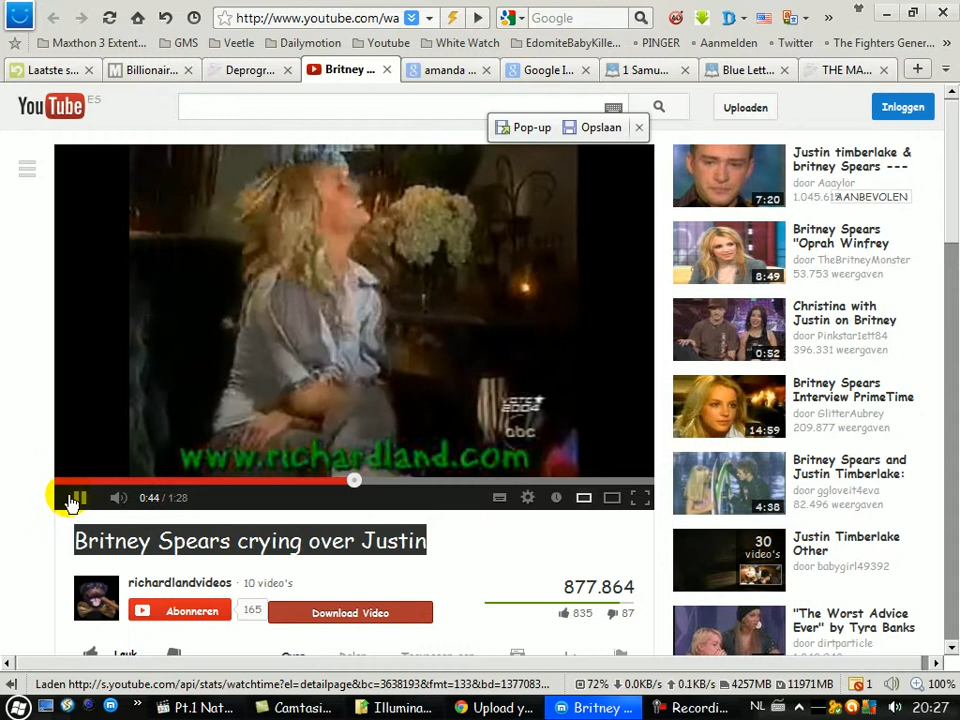 http://www.youtube.com/wa
Google
Maxthon 3 Extent...
GMS
Veetle
Dailymotion
Youtube
White Watch
EdomiteBabyKille...
PINGER
Aanmelden
Twitter
The Fighters Gener...
Laatste s...
Billionair...
Deprogr...
Britney ...
amanda ...
Google I...
1 Samu...
Blue Lett...
THE MA...
YouTube ES
Uploaden
Inloggen
Pop-up
Opslaan
VOTE 2004
abc
www.richardland.com
0:44 / 1:28
Britney Spears crying over Justin
richardlandvideos · 10 video's
Abonneren
165
Download Video
877.864
835
87
7:20
Justin timberlake &
britney Spears ---
door Aaaylor
AANBEVOLEN
8:49
Britney Spears
"Oprah Winfrey
door TheBritneyMonster
53.753 weergaven
0:52
Christina with
Justin on Britney
door Pinkstar1ett84
396.331 weergaven
14:59
Britney Spears
Interview PrimeTime
door GlitterAubrey
209.877 weergaven
4:38
Britney Spears and
Justin Timberlake:
door ggloveit4eva
82.496 weergaven
30
video's
Justin Timberlake
Other
door babygirl49392
"The Worst Advice
Ever" by Tyra Banks
door dirtparticle
Laden http://s.youtube.com/api/stats/watchtime?el=detailpage&bc=3638193&fmt=133&bd=1377083...
72%
0.0KB/s
0.1KB/s
4257MB
11971MB
1
100%
Pt.1 Nat...
Camtasi...
Illumina...
Upload y...
Britney ...
Recordi...
NL
20:27